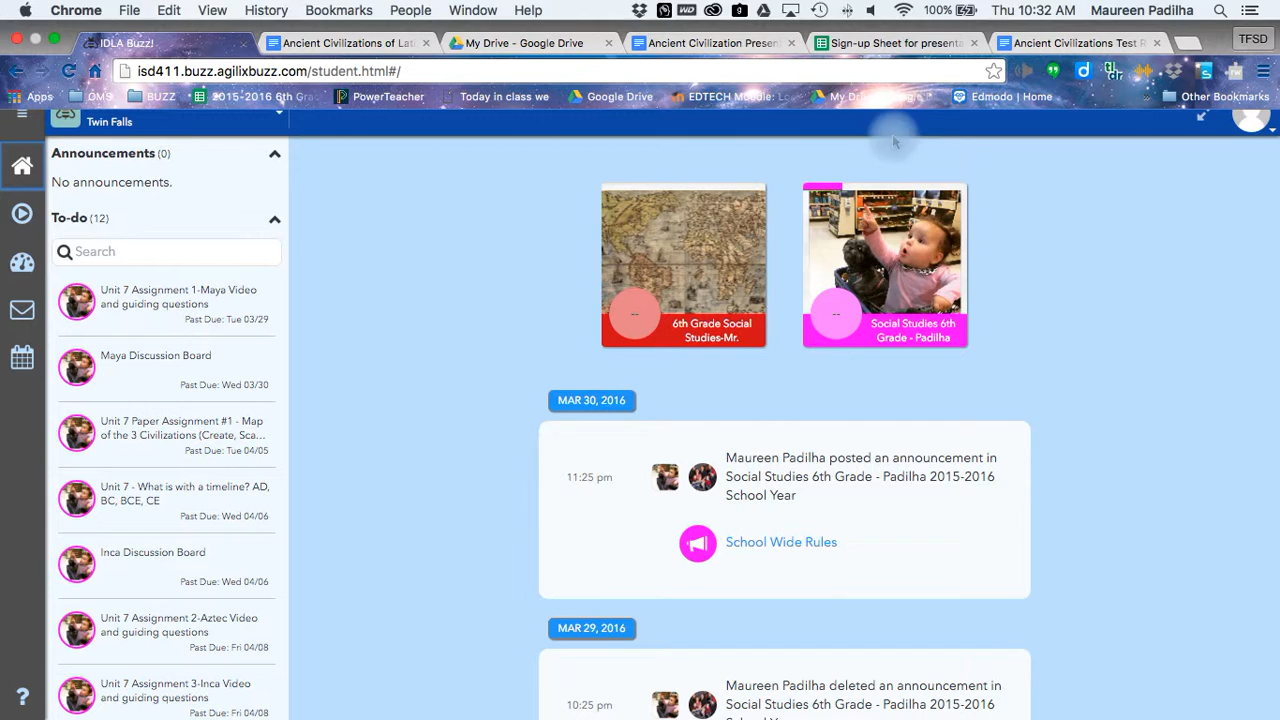 Chrome File Edit View History Bookmarks People Window Help 100% Thu 10:32 AM Maureen Padilha
IDLA Buzz! Ancient Civilizations of Lat My Drive - Google Drive Ancient Civilization Presen Sign-up Sheet for presenta Ancient Civilizations Test R TFSD
isd411.buzz.agilixbuzz.com/student.html#/
Apps OMS BUZZ 2015-2016 6th Gra PowerTeacher Today in class we Google Drive EDTECH Moodle: Lo My Drive Edmodo | Home » Other Bookmarks
Twin Falls
Announcements (0)
No announcements.
To-do (12)
Search
Unit 7 Assignment 1-Maya Video
and guiding questions
Past Due: Tue 03/29
Maya Discussion Board
Past Due: Wed 03/30
Unit 7 Paper Assignment #1 - Map
of the 3 Civilizations (Create, Sca...
Past Due: Tue 04/05
Unit 7 - What is with a timeline? AD,
BC, BCE, CE
Past Due: Wed 04/06
Inca Discussion Board
Past Due: Wed 04/06
Unit 7 Assignment 2-Aztec Video
and guiding questions
Past Due: Fri 04/08
Unit 7 Assignment 3-Inca Video
and guiding questions
Past Due: Fri 04/08
?
--
6th Grade Social
Studies-Mr.
--
Social Studies 6th
Grade - Padilha
MAR 30, 2016
11:25 pm
Maureen Padilha posted an announcement in
Social Studies 6th Grade - Padilha 2015-2016
School Year
School Wide Rules
MAR 29, 2016
10:25 pm
Maureen Padilha deleted an announcement in
Social Studies 6th Grade - Padilha 2015-2016